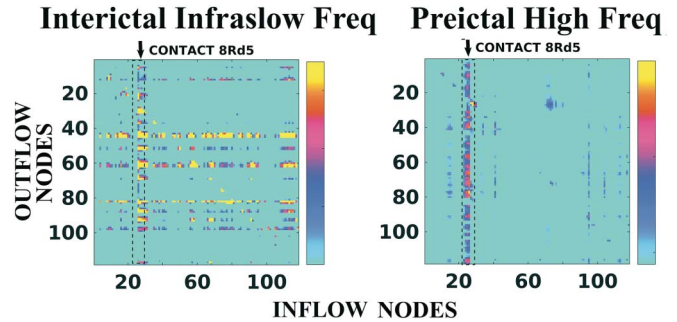 Interictal Infraslow Freq
Preictal High Freq
CONTACT 8Rd5
CONTACT 8Rd5
OUTFLOW
NODES
20
40
60
80
100
20
60
100
20
40
60
80
100
20
60
100
INFLOW NODES